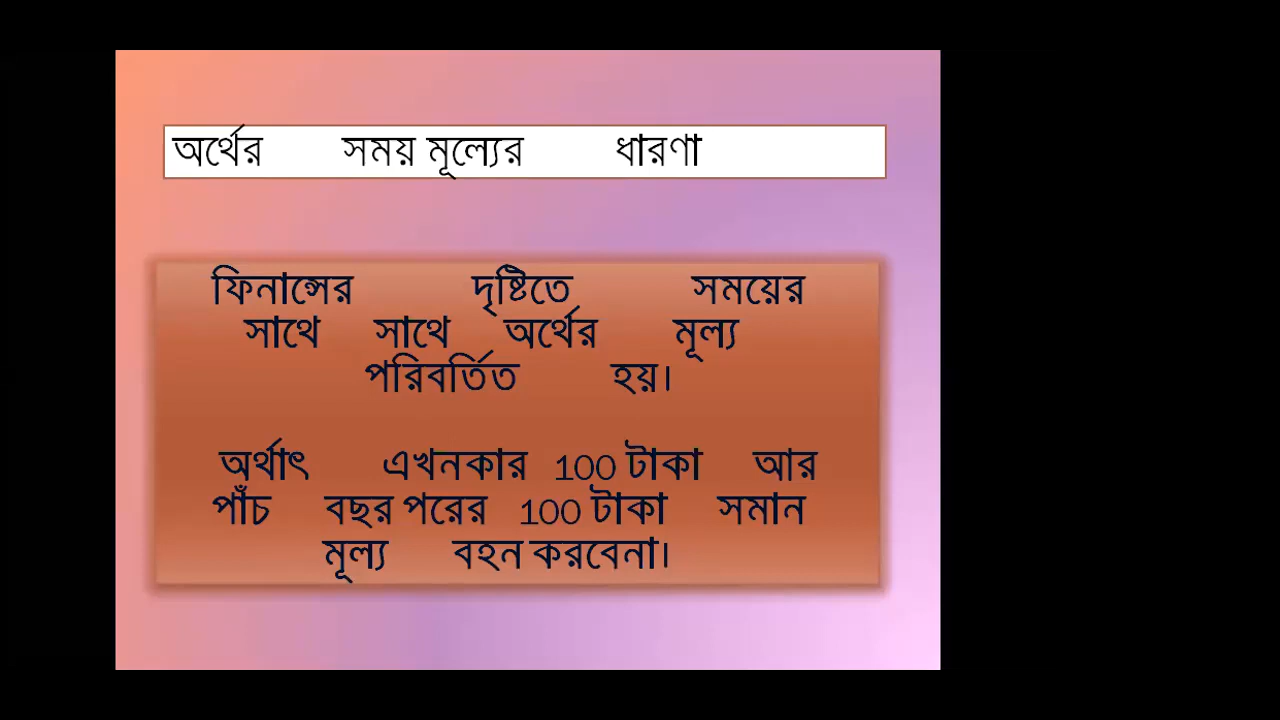 অর্থের সময় মূল্যের ধারণা
ফিনান্সের দৃষ্টিতে সময়ের
সাথে সাথে অর্থের মূল্য
পরিবর্তিত হয়।
অর্থাৎ এখনকার 100 টাকা আর
পাঁচ বছর পরের 100 টাকা সমান
মূল্য বহন করবেনা।